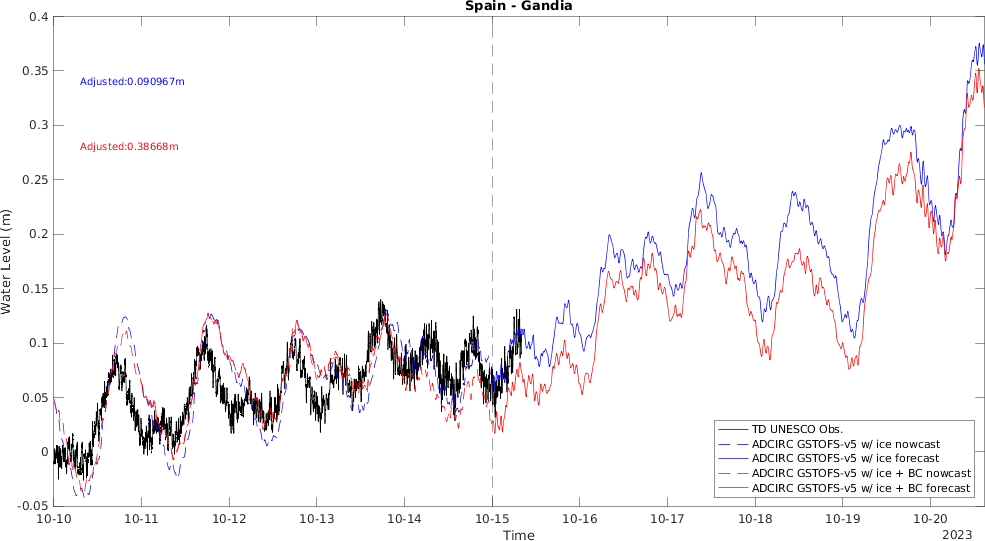 Spain - Gandia
0.4
0.35
0.3
0.25
0.2
0.15
0.1
0.05
0
-0.05
Water Level (m)
Adjusted:0.090967m
Adjusted:0.38668m
TD UNESCO Obs.
ADCIRC GSTOFS-v5 w/ ice nowcast
ADCIRC GSTOFS-v5 w/ ice forecast
ADCIRC GSTOFS-v5 w/ ice + BC nowcast
ADCIRC GSTOFS-v5 w/ ice + BC forecast
10-10 10-11 10-12 10-13 10-14 10-15 10-16 10-17 10-18 10-19 10-20
Time
2023